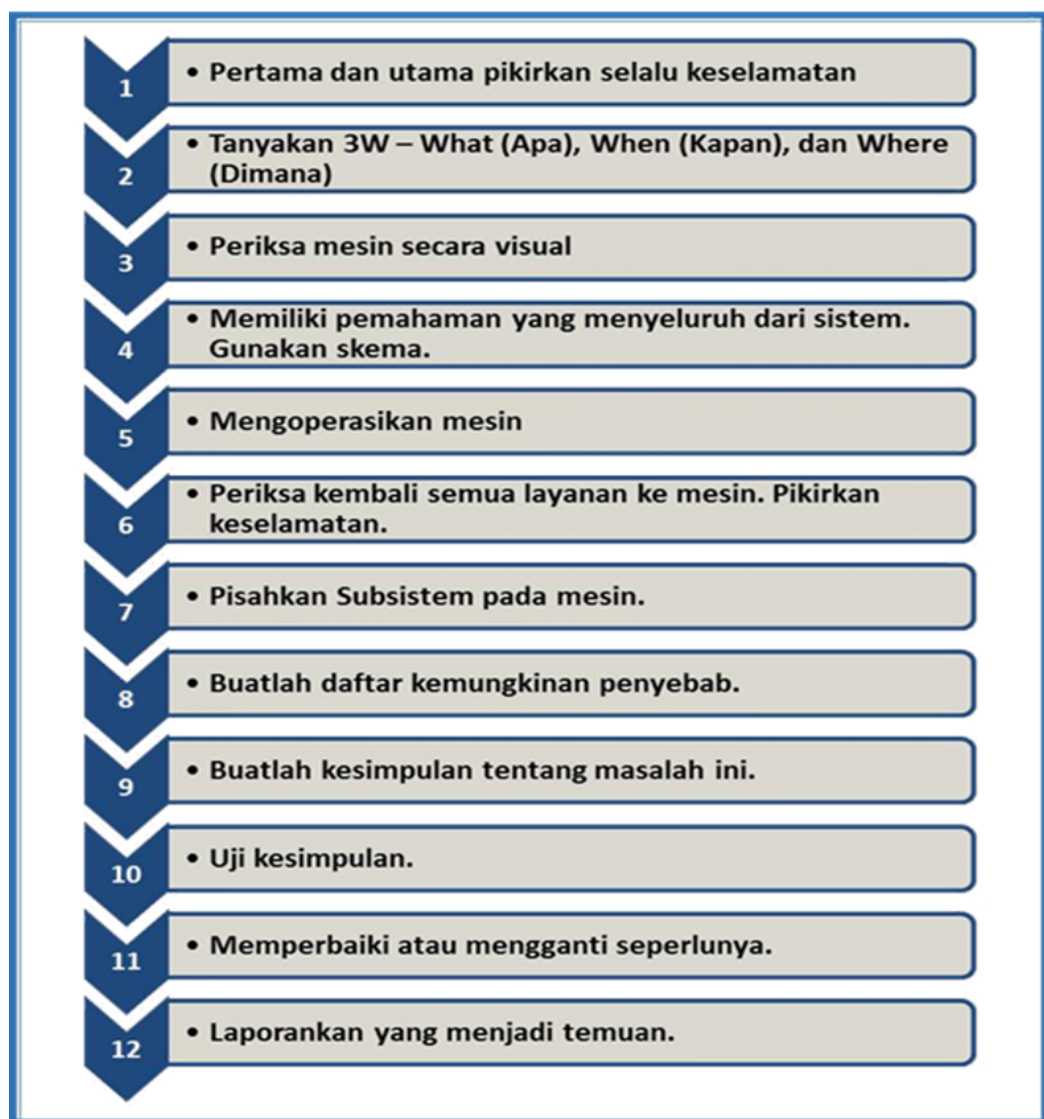 1
• Pertama dan utama pikirkan selalu keselamatan
2
• Tanyakan 3W – What (Apa), When (Kapan), dan Where
(Dimana)
3
• Periksa mesin secara visual
4
• Memiliki pemahaman yang menyeluruh dari sistem.
Gunakan skema.
5
• Mengoperasikan mesin
6
• Periksa kembali semua layanan ke mesin. Pikirkan
keselamatan.
7
• Pisahkan Subsistem pada mesin.
8
• Buatlah daftar kemungkinan penyebab.
9
• Buatlah kesimpulan tentang masalah ini.
10
• Uji kesimpulan.
11
• Memperbaiki atau mengganti seperlunya.
12
• Laporankan yang menjadi temuan.